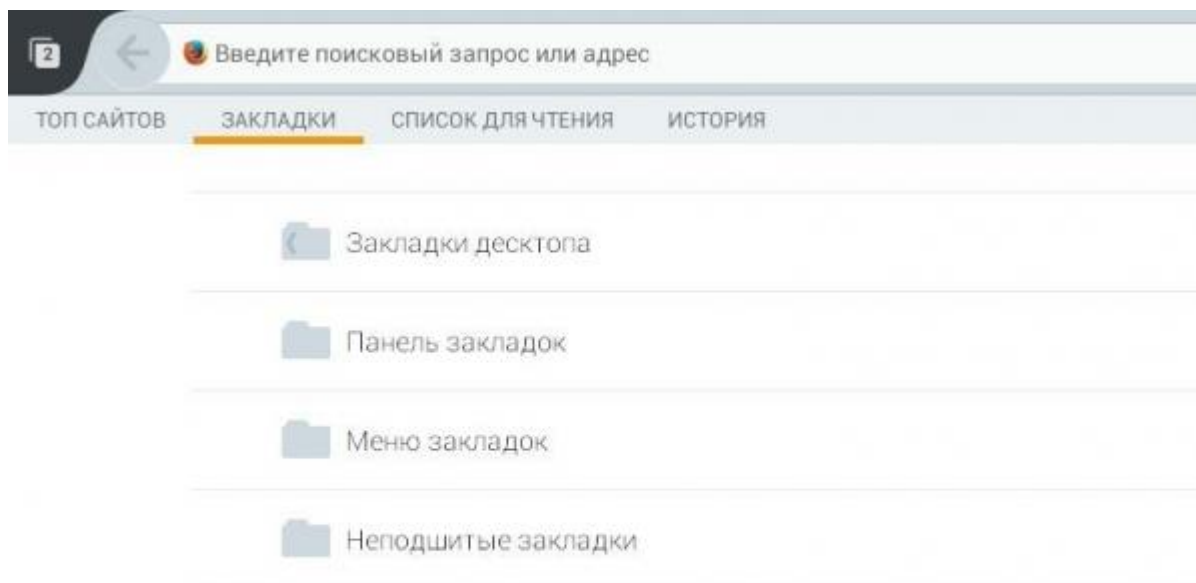 2
Введите поисковый запрос или адрес
ТОП САЙТОВ ЗАКЛАДКИ СПИСОК ДЛЯ ЧТЕНИЯ ИСТОРИЯ
Закладки десктопа
Панель закладок
Меню закладок
Неподшитые закладки